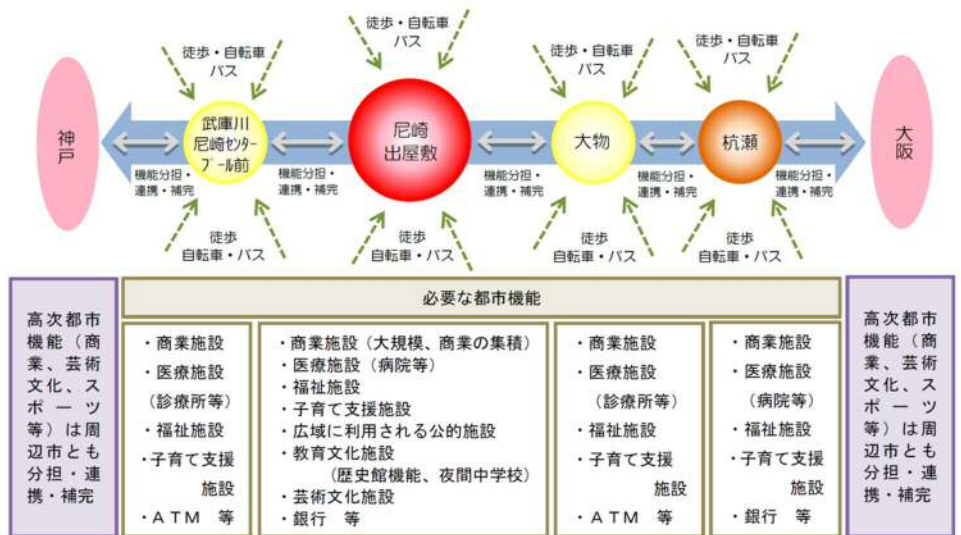 徒歩・自転車
バス
徒歩・自転車
バス
徒歩・自転車
バス
徒歩・自転車
バス
神戸
武庫川
尼崎センター
プール前
尼崎
出屋敷
大物
杭瀬
大阪
機能分担・
連携・補完
機能分担・
連携・補完
機能分担・
連携・補完
機能分担・
連携・補完
機能分担・
連携・補完
徒歩
自転車・バス
徒歩
自転車・バス
徒歩
自転車・バス
徒歩
自転車・バス
高次都市
機能（商
業、芸術
文化、ス
ポーツ
等）は周
辺市とも
分担・連
携・補完
必要な都市機能
・商業施設
・医療施設
（診療所等）
・福祉施設
・子育て支援
施設
・ＡＴＭ 等
・商業施設（大規模、商業の集積）
・医療施設（病院等）
・福祉施設
・子育て支援施設
・広域に利用される公的施設
・教育文化施設
（歴史館機能、夜間中学校）
・芸術文化施設
・銀行 等
・商業施設
・医療施設
（診療所等）
・福祉施設
・子育て支援
施設
・ＡＴＭ 等
・商業施設
・医療施設
（病院等）
・福祉施設
・子育て支援
施設
・銀行 等
高次都市
機能（商
業、芸術
文化、ス
ポーツ
等）は周
辺市とも
分担・連
携・補完